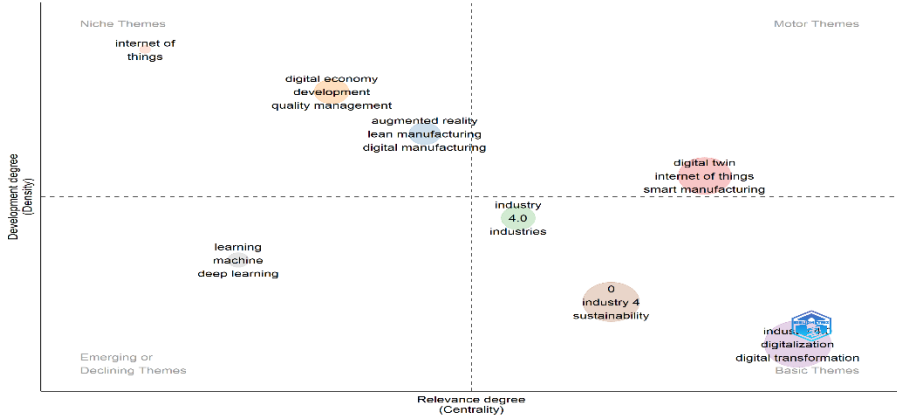 Niche Themes
Motor Themes
internet of
things
digital economy
development
quality management
augmented reality
lean manufacturing
digital manufacturing
digital twin
internet of things
smart manufacturing
industry
4.0
industries
learning
machine
deep learning
0
industry 4
sustainability
digitalization
digital transformation
Emerging or
Declining Themes
Basic Themes
Development degree
(Density)
Relevance degree
(Centrality)